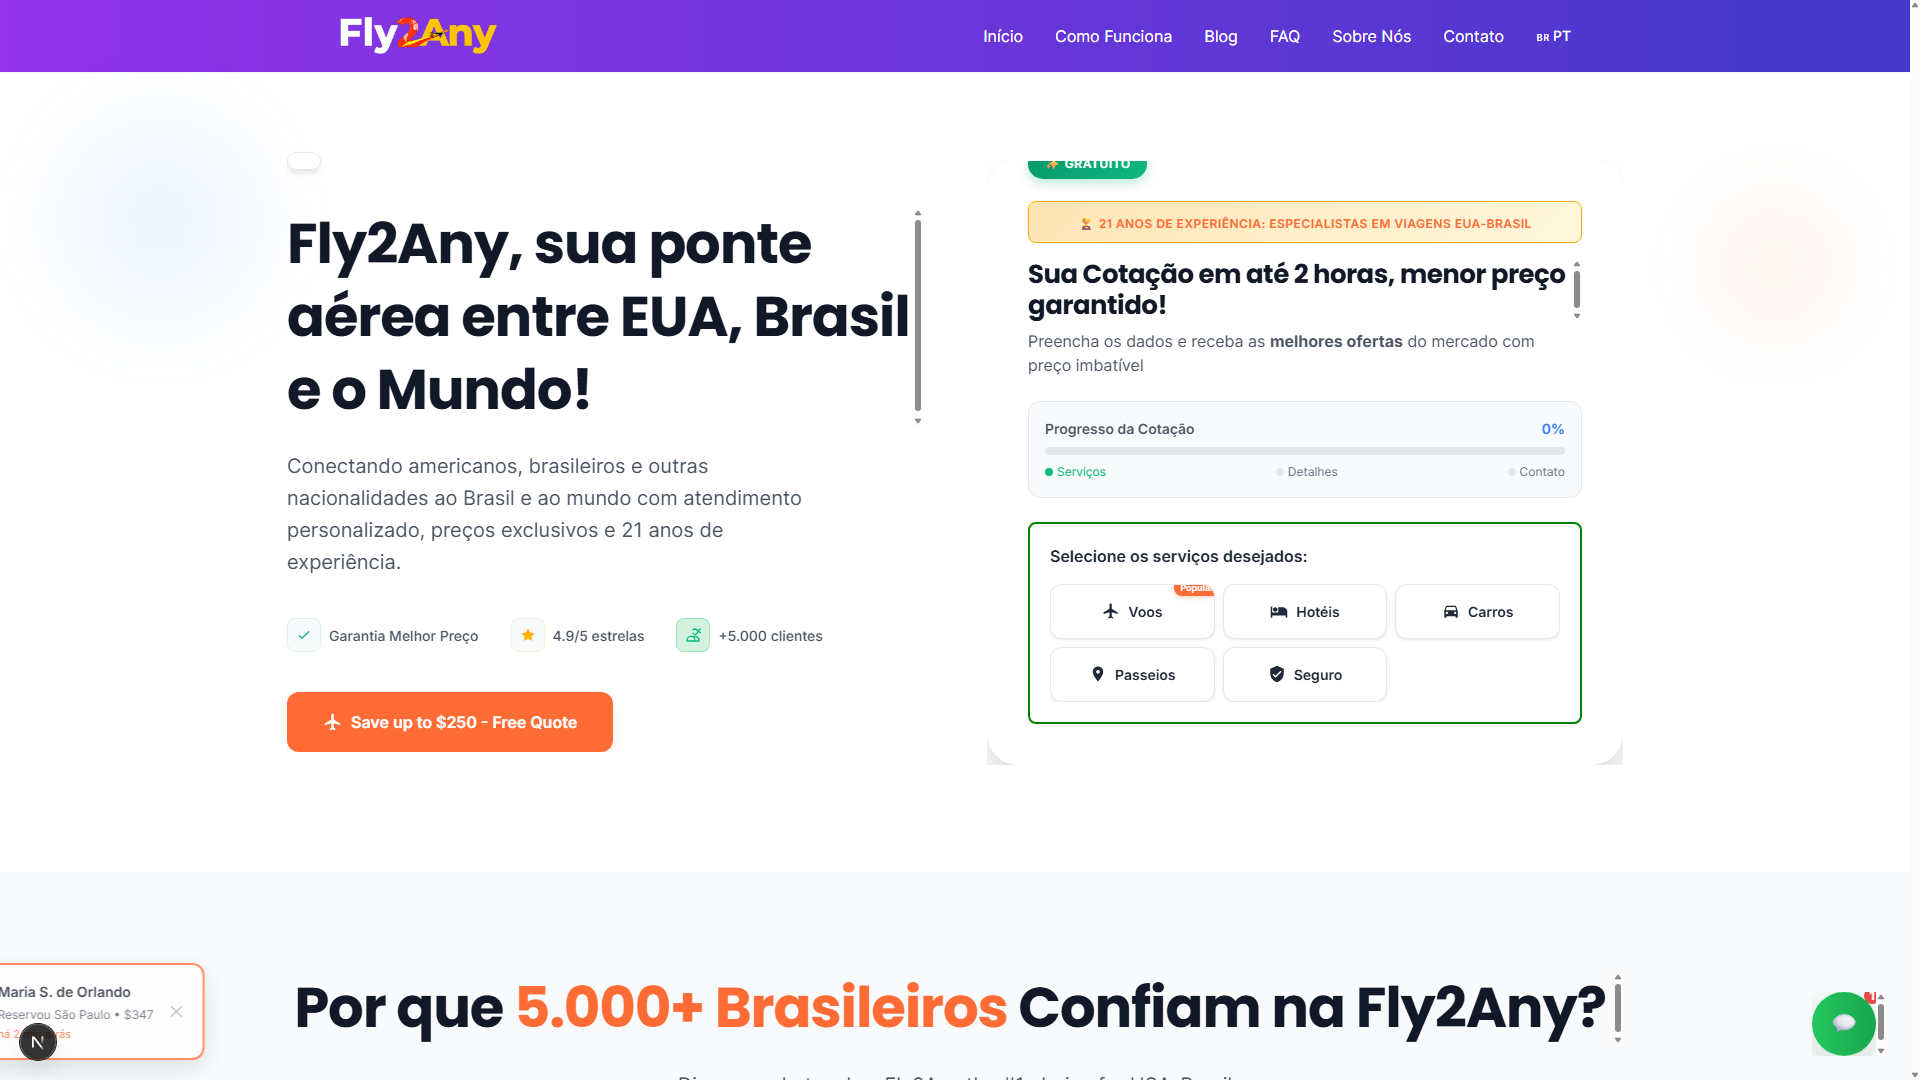 Fly2Any
Início
Como Funciona
Blog
FAQ
Sobre Nós
Contato
BR PT
Fly2Any, sua ponte
aérea entre EUA, Brasil
e o Mundo!
Conectando americanos, brasileiros e outras
nacionalidades ao Brasil e ao mundo com atendimento
personalizado, preços exclusivos e 21 anos de
experiência.
Garantia Melhor Preço
4.9/5 estrelas
+5.000 clientes
Save up to $250 - Free Quote
GRATUITO
21 ANOS DE EXPERIÊNCIA: ESPECIALISTAS EM VIAGENS EUA-BRASIL
Sua Cotação em até 2 horas, menor preço
garantido!
Preencha os dados e receba as melhores ofertas do mercado com
preço imbatível
Progresso da Cotação
0%
Serviços
Detalhes
Contato
Selecione os serviços desejados:
Popular
Voos
Hotéis
Carros
Passeios
Seguro
Por que 5.000+ Brasileiros Confiam na Fly2Any?
Maria S. de Orlando
Reservou São Paulo • $347
há 2
N